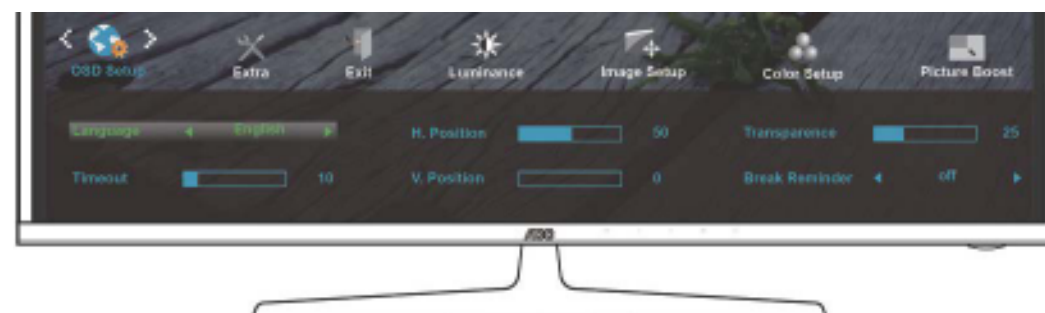 OSD Setup Extra Exit Luminance Image Setup Color Setup Picture Boost
Language English H. Position 50 Transparence 25
Timeout 10 V. Position 0 Break Reminder off
AOC